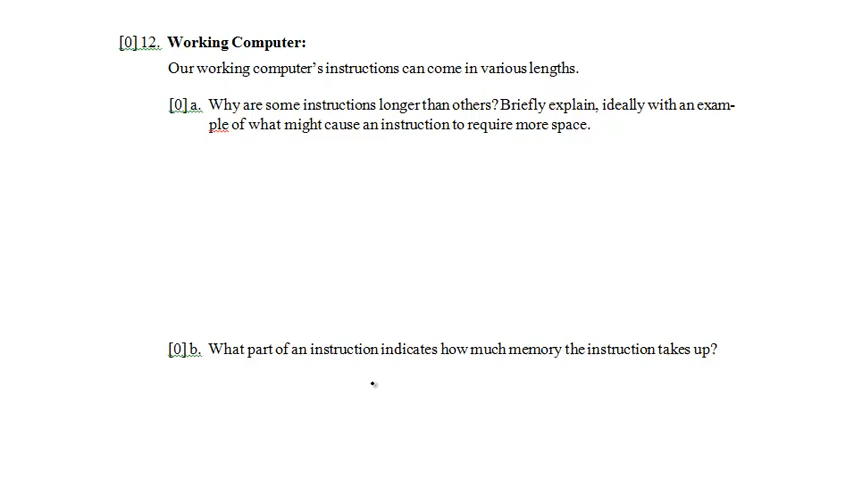 [0] 12. Working Computer:
Our working computer's instructions can come in various lengths.
[0] a. Why are some instructions longer than others? Briefly explain, ideally with an exam-
ple of what might cause an instruction to require more space.
[0] b. What part of an instruction indicates how much memory the instruction takes up?